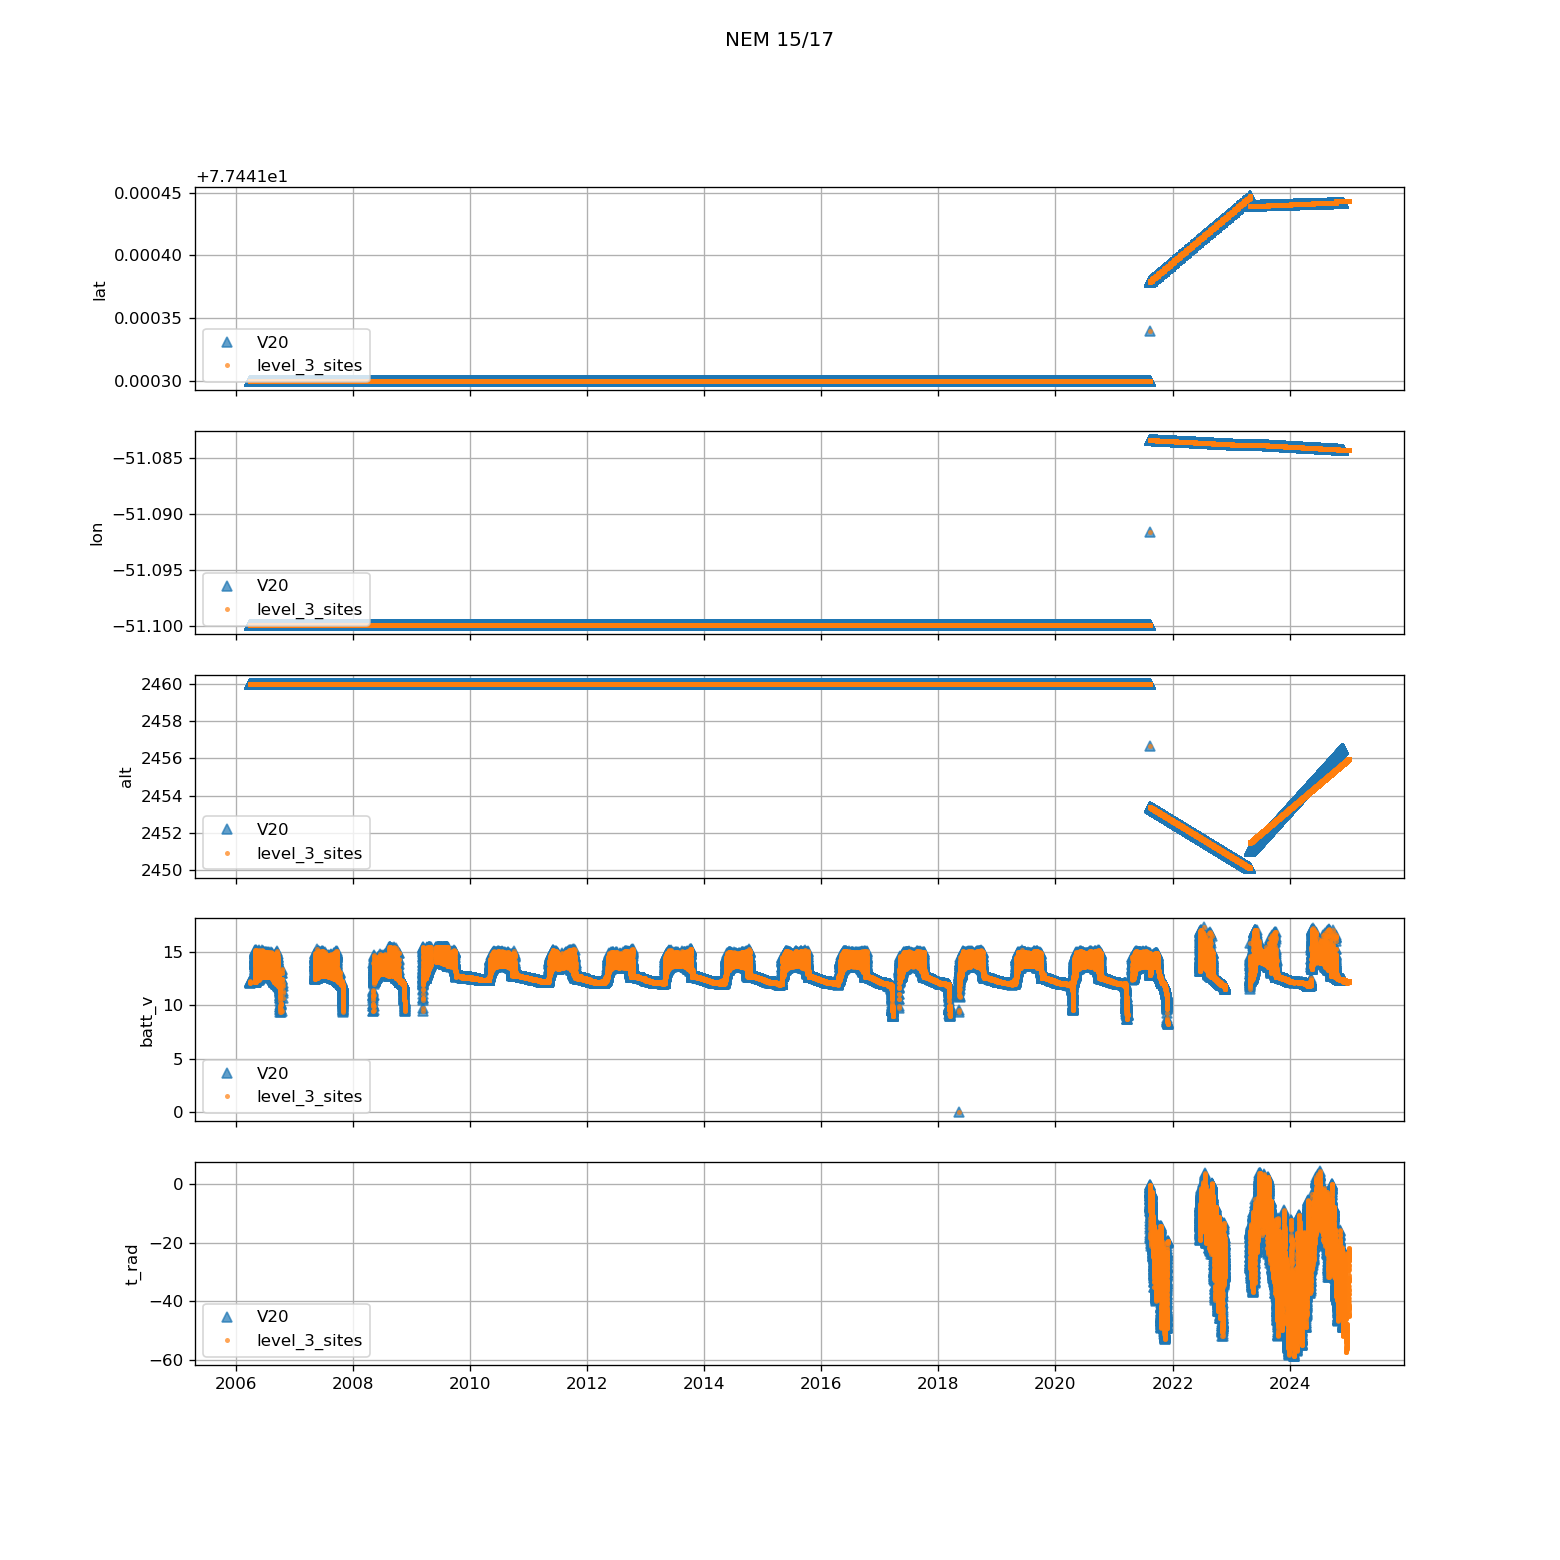 NEM 15/17
+7.7441e1
0.00045
0.00040
0.00035
0.00030
lat
V20
level_3_sites
−51.085
−51.090
−51.095
−51.100
lon
V20
level_3_sites
2460
2458
2456
2454
2452
2450
alt
V20
level_3_sites
15
10
5
0
batt_v
V20
level_3_sites
0
−20
−40
−60
t_rad
V20
level_3_sites
2006 2008 2010 2012 2014 2016 2018 2020 2022 2024